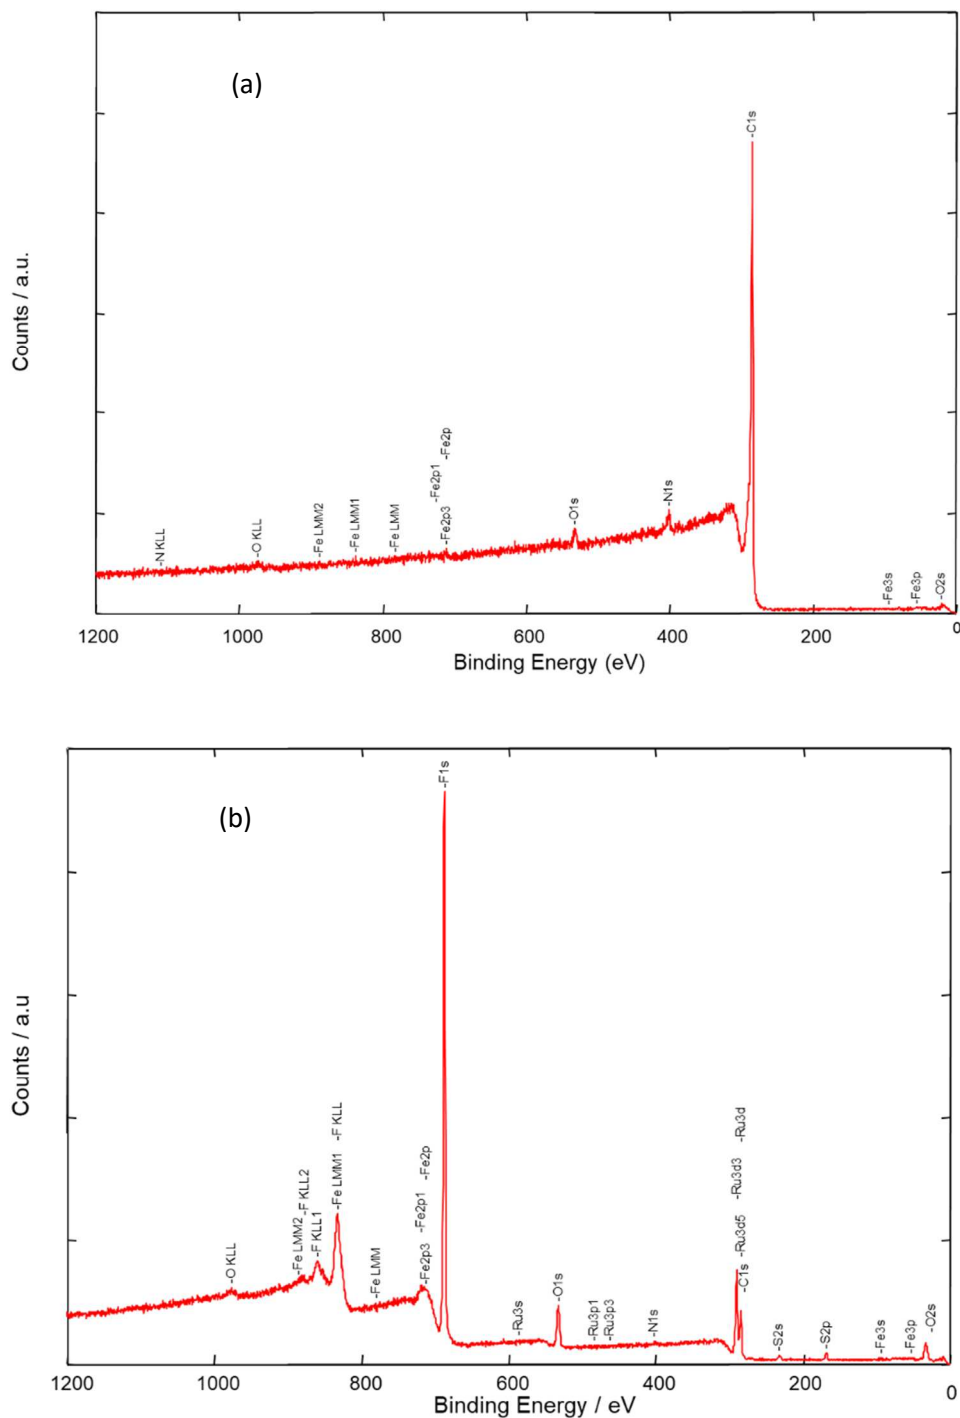 (a)
Counts / a.u.
-N KLL
-O KLL
-Fe LMM2
-Fe LMM1
-Fe LMM
-Fe2p3
-Fe2p1
-Fe2p
-O1s
-N1s
-C1s
-Fe3s
-Fe3p
-O2s
1200 1000 800 600 400 200 0
Binding Energy (eV)
(b)
Counts / a.u
-O KLL
-Fe LMM2
-F KLL2
-F KLL1
-Fe LMM1
-F KLL
-Fe LMM
-Fe2p3
-Fe2p1
-Fe2p
-F1s
-Ru3s
-O1s
-Ru3p1
-Ru3p3
-N1s
-C1s
-Ru3d5
-Ru3d3
-Ru3d
-S2s
-S2p
-Fe3s
-Fe3p
-O2s
1200 1000 800 600 400 200 0
Binding Energy / eV